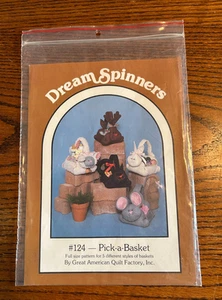 Dream Spinners
#124 — Pick-a-Basket
Full size pattern for 5 different styles of baskets
By Great American Quilt Factory, Inc.